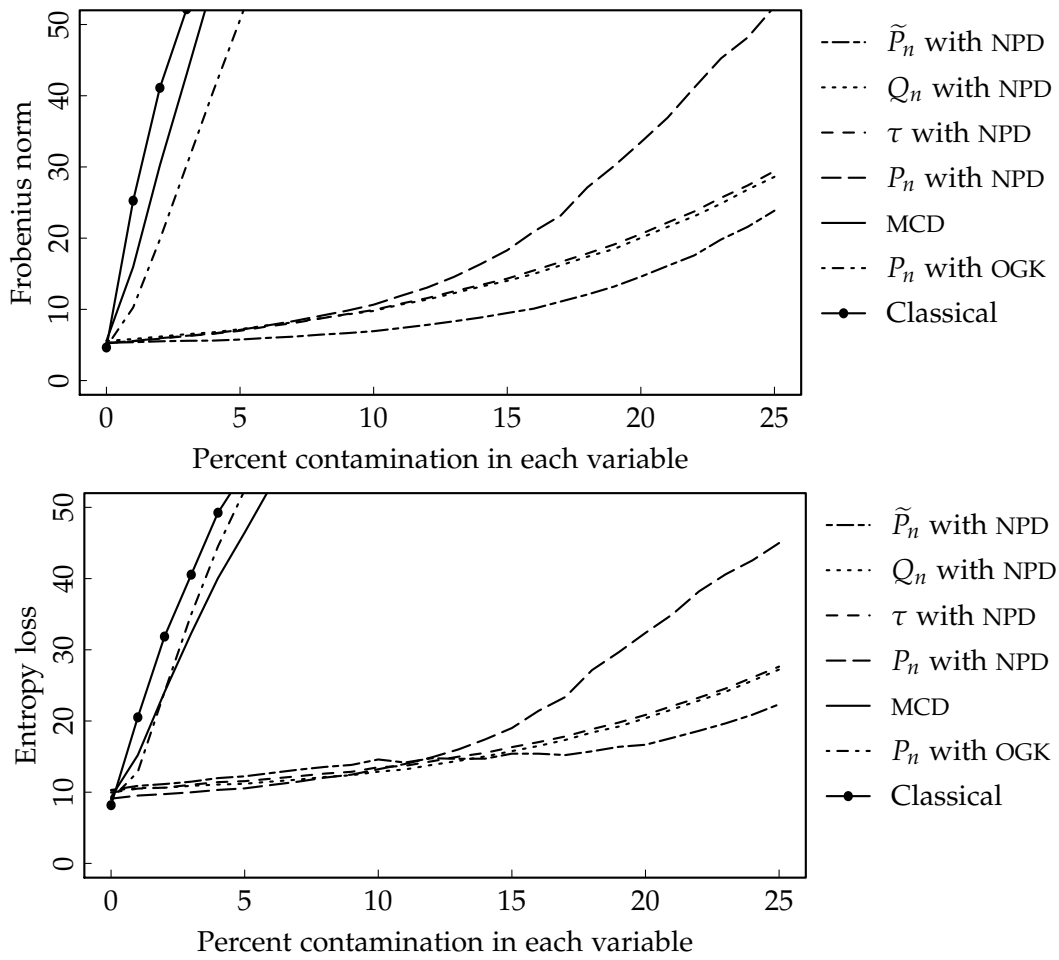 Frobenius norm
0 10 20 30 40 50
0 5 10 15 20 25
Percent contamination in each variable
P̃n with NPD
Qn with NPD
τ with NPD
Pn with NPD
MCD
Pn with OGK
Classical
Entropy loss
0 10 20 30 40 50
0 5 10 15 20 25
Percent contamination in each variable
P̃n with NPD
Qn with NPD
τ with NPD
Pn with NPD
MCD
Pn with OGK
Classical